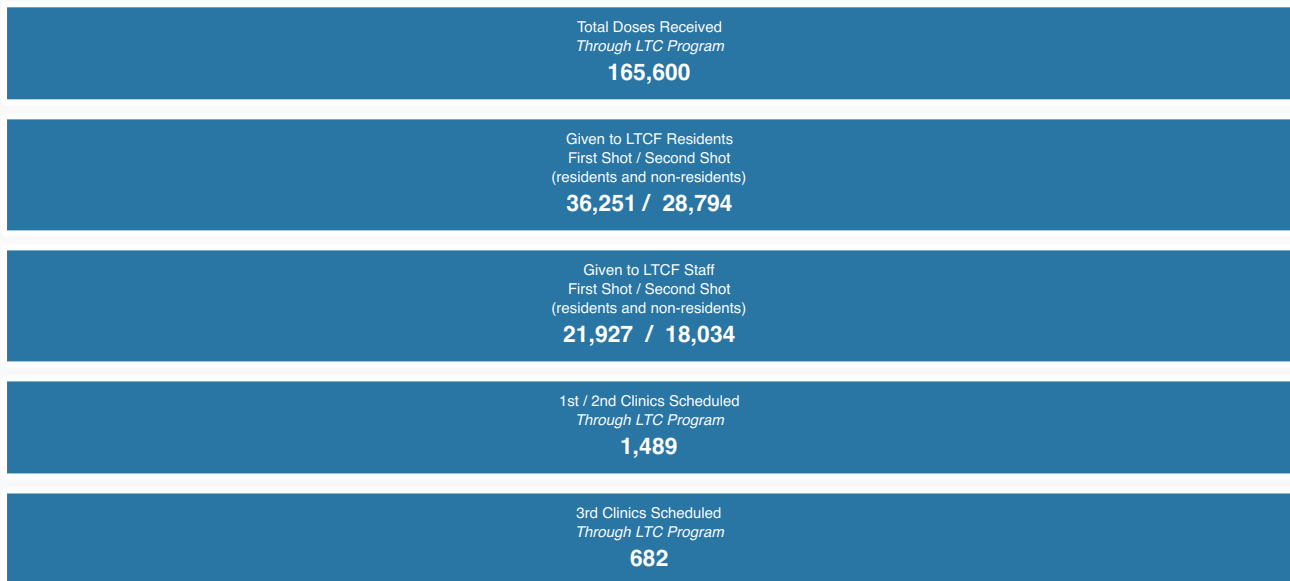 Total Doses Received
Through LTC Program
165,600
Given to LTCF Residents
First Shot / Second Shot
(residents and non-residents)
36,251 / 28,794
Given to LTCF Staff
First Shot / Second Shot
(residents and non-residents)
21,927 / 18,034
1st / 2nd Clinics Scheduled
Through LTC Program
1,489
3rd Clinics Scheduled
Through LTC Program
682